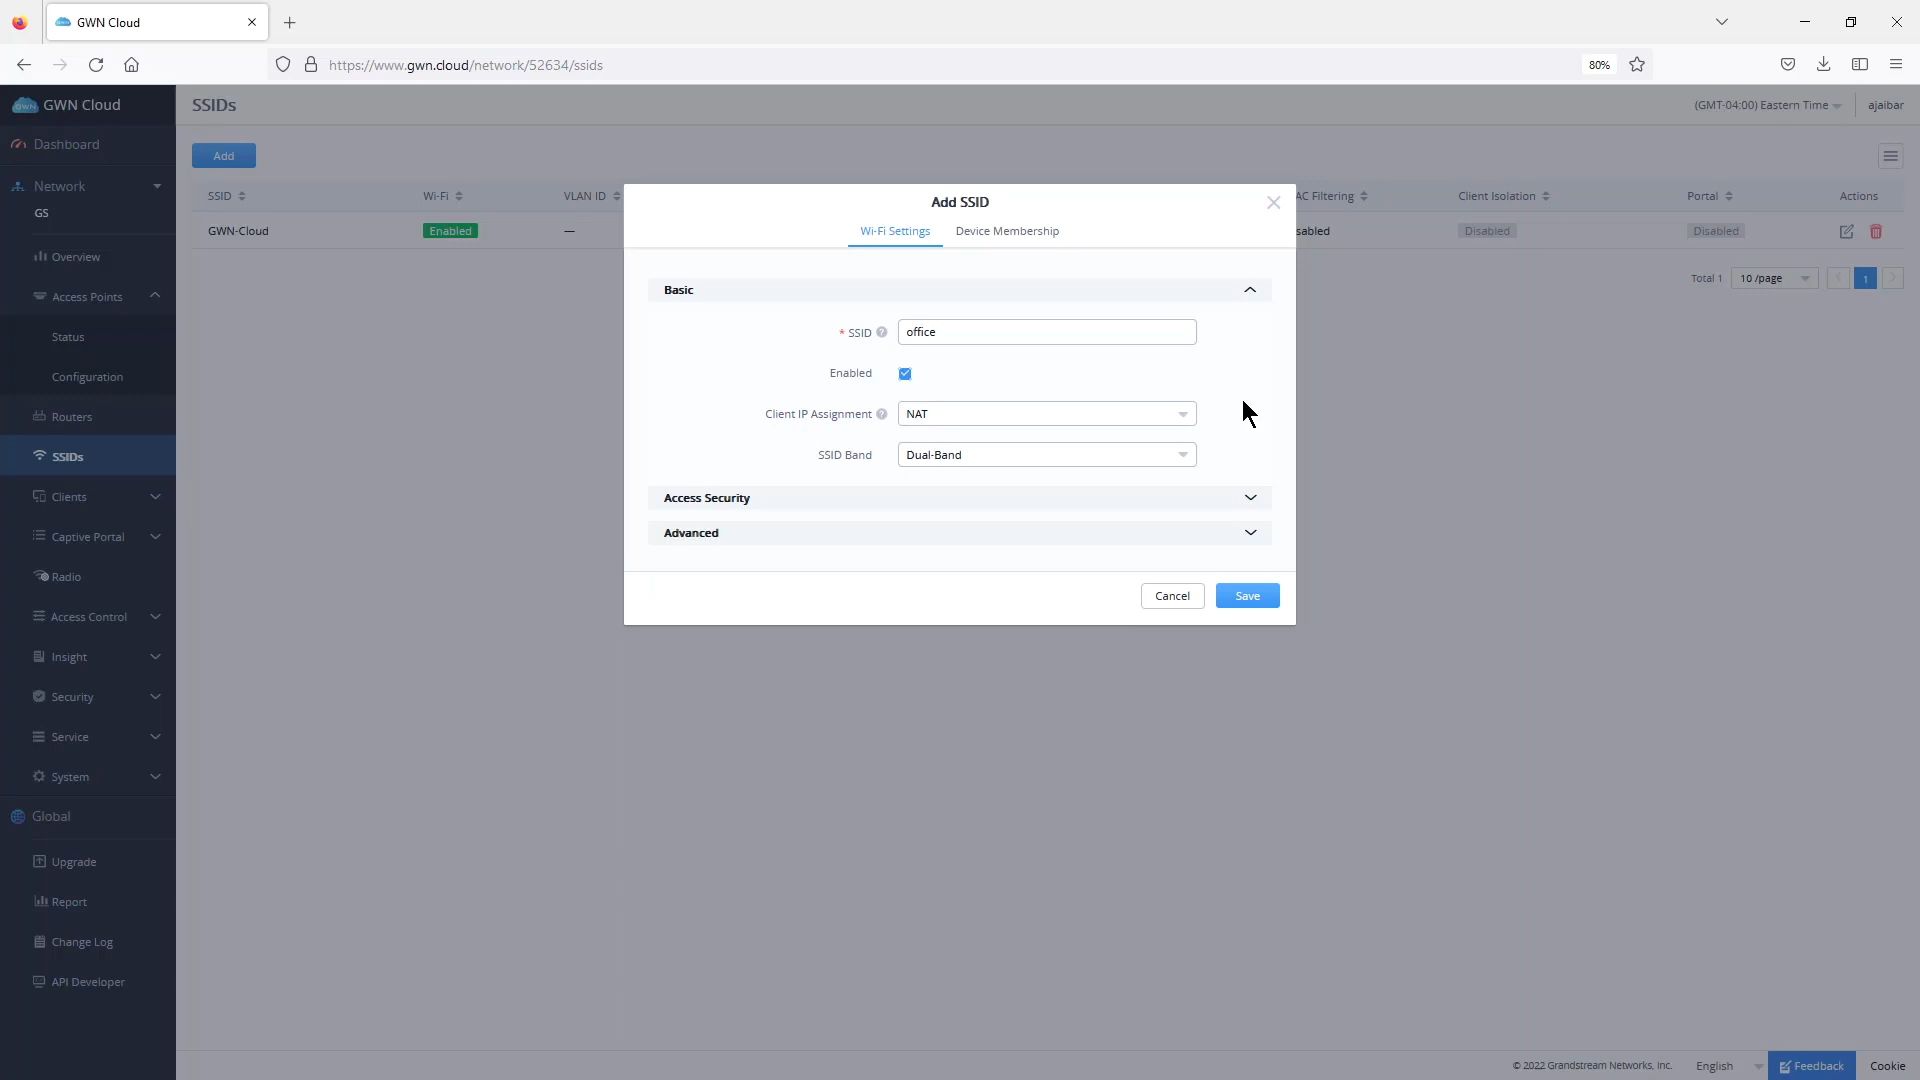 GWN Cloud
https://www.gwn.cloud/network/52634/ssids
80%
GWN Cloud
SSIDs
(GMT-04:00) Eastern Time
ajaibar
Dashboard
Network
GS
Overview
Access Points
Status
Configuration
Routers
SSIDs
Clients
Captive Portal
Radio
Access Control
Insight
Security
Service
System
Global
Upgrade
Report
Change Log
API Developer
Add
SSID
Wi-Fi
VLAN ID
AC Filtering
Client Isolation
Portal
Actions
GWN-Cloud
Enabled
—
sabled
Disabled
Disabled
Total 1
10 /page
1
Add SSID
Wi-Fi Settings
Device Membership
Basic
* SSID
office
Enabled
Client IP Assignment
NAT
SSID Band
Dual-Band
Access Security
Advanced
Cancel
Save
© 2022 Grandstream Networks, Inc.
English
Feedback
Cookie